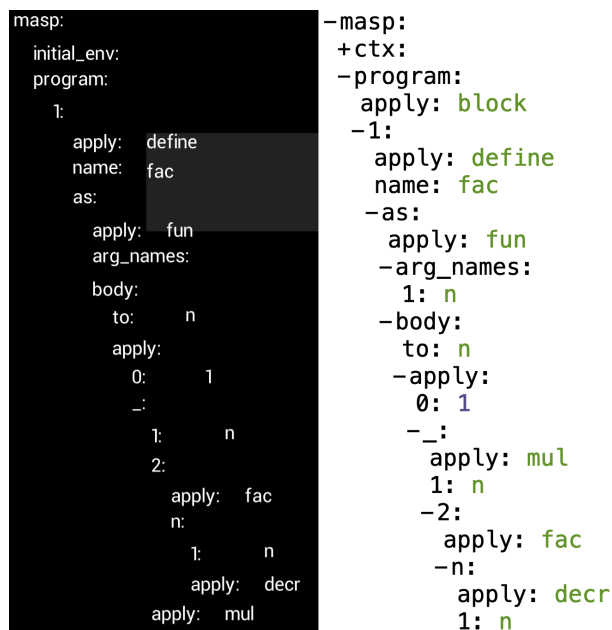 masp:
initial_env:
program:
1:
apply: define
name: fac
as:
apply: fun
arg_names:
body:
to: n
apply:
0: 1
_:
1: n
2:
apply: fac
n:
1: n
apply: decr
apply: mul
-masp:
+ctx:
-program:
apply: block
-1:
apply: define
name: fac
-as:
apply: fun
-arg_names:
1: n
-body:
to: n
-apply:
0: 1
-_:
apply: mul
1: n
-2:
apply: fac
-n:
apply: decr
1: n